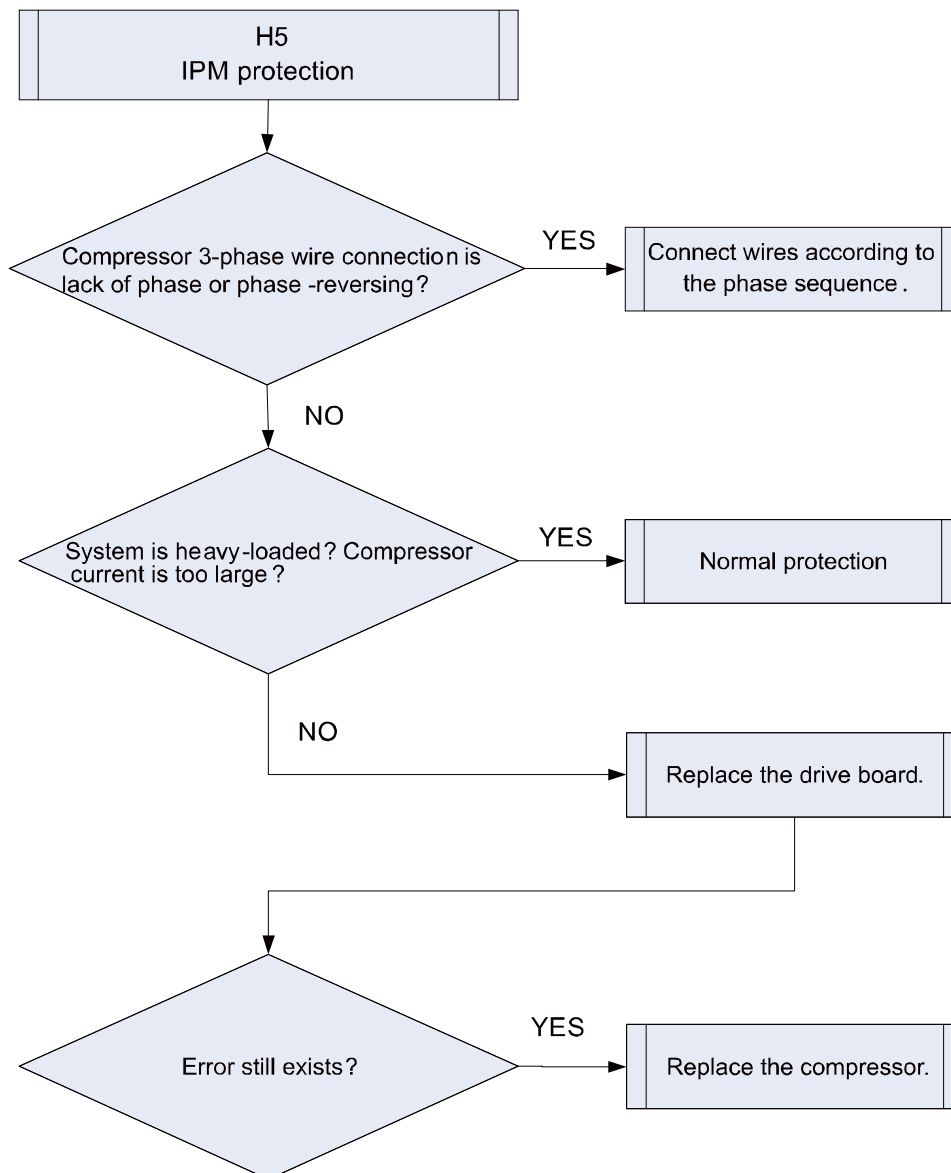 H5
IPM protection
Compressor 3-phase wire connection is
lack of phase or phase -reversing?
YES
Connect wires according to
the phase sequence.
NO
System is heavy-loaded? Compressor
current is too large?
YES
Normal protection
NO
Replace the drive board.
Error still exists?
YES
Replace the compressor.